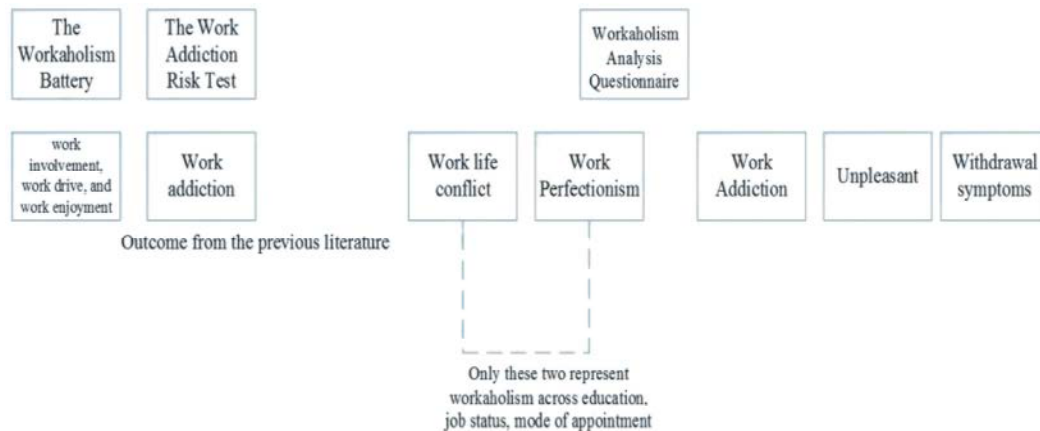 The
Workaholism
Battery
The Work
Addiction
Risk Test
Workaholism
Analysis
Questionnaire
work
involvement,
work drive, and
work enjoyment
Work
addiction
Work life
conflict
Work
Perfectionism
Work
Addiction
Unpleasant
Withdrawal
symptoms
Outcome from the previous literature
Only these two represent
workaholism across education,
job status, mode of appointment